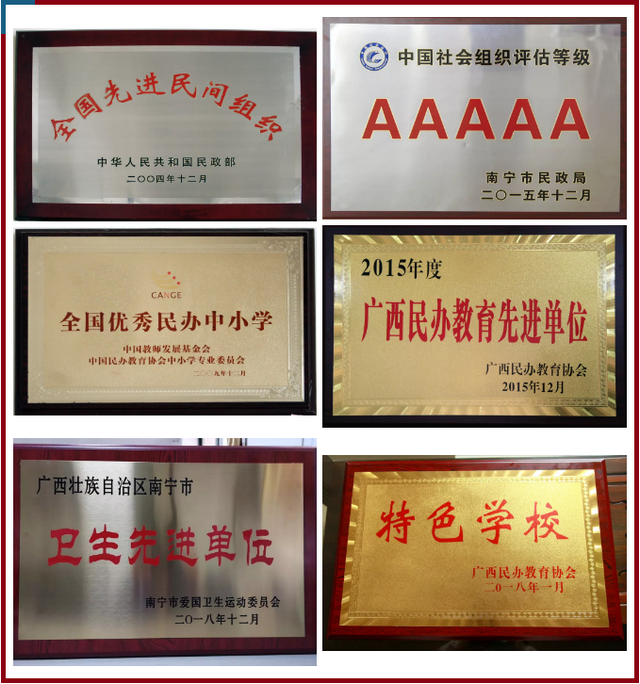 全国先进民间组织
中华人民共和国民政部
二〇〇四年十二月
中国社会组织评估等级
AAAAA
南宁市民政局
二〇一五年十二月
CANGE
全国优秀民办中小学
中国教师发展基金会
中国民办教育协会中小学专业委员会
二〇〇九年十二月
2015年度
广西民办教育先进单位
广西民办教育协会
2015年12月
广西壮族自治区南宁市
卫生先进单位
南宁市爱国卫生运动委员会
二〇一八年十二月
特色学校
广西民办教育协会
二〇一八年一月